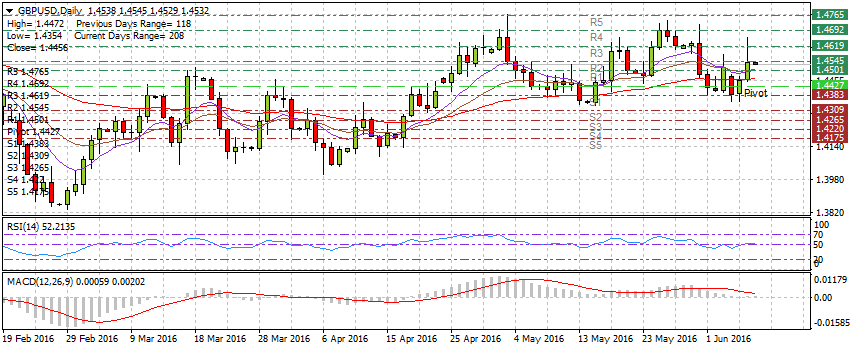 GBPUSD,Daily 1.4538 1.4545 1.4529 1.4532
High= 1.4472 Previous Days Range= 118
Low= 1.4354 Current Days Range= 208
Close= 1.4456
R5 1.4765
R4 1.4692
R3 1.4619
R2 1.4545
R1 1.4501
Pivot 1.4427
S1 1.4383
S2 1.4309
S3 1.4265
S4 1.422
S5 1.4175
R5
R4
R3
R2
R1
Pivot
S2
S3
S4
S5
1.4765
1.4692
1.4619
1.4545
1.4501
1.4427
1.4383
1.4309
1.4265
1.4220
1.4175
1.4140
1.3980
1.3820
RSI(14) 52.2135
100
70
50
20
0
MACD(12,26,9) 0.00059 0.00202
0.01179
0.00
-0.01585
19 Feb 2016 29 Feb 2016 9 Mar 2016 18 Mar 2016 28 Mar 2016 6 Apr 2016 15 Apr 2016 25 Apr 2016 4 May 2016 13 May 2016 23 May 2016 1 Jun 2016